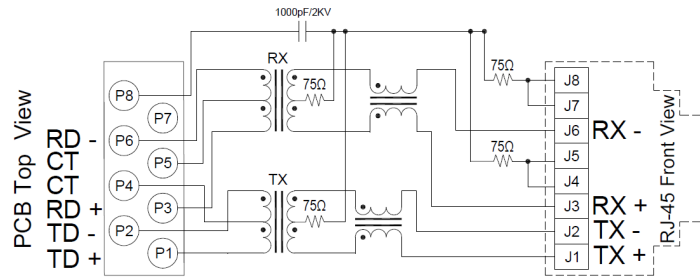 1000pF/2KV
RX
75Ω
75Ω
J8
P8
J7
P7
J6
RX -
P6
RD -
75Ω
J5
P5
CT
J4
P4
CT
TX
J3
RX +
P3
RD +
75Ω
J2
TX -
P2
TD -
J1
TX +
P1
TD +
PCB Top View
RJ-45 Front View